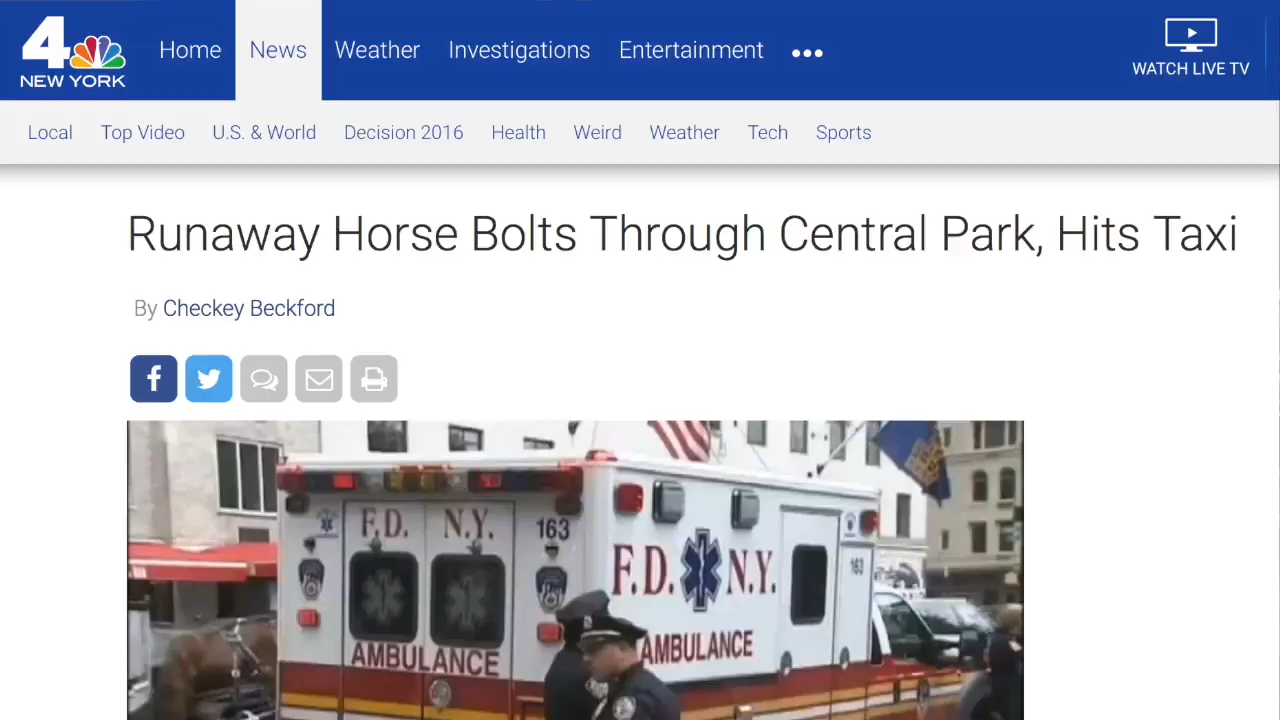 4
NEW YORK
Home News Weather Investigations Entertainment •••
WATCH LIVE TV
Local Top Video U.S. & World Decision 2016 Health Weird Weather Tech Sports
Runaway Horse Bolts Through Central Park, Hits Taxi
By Checkey Beckford
F.D. N.Y. 163
AMBULANCE
F.D. N.Y. 163
AMBULANCE